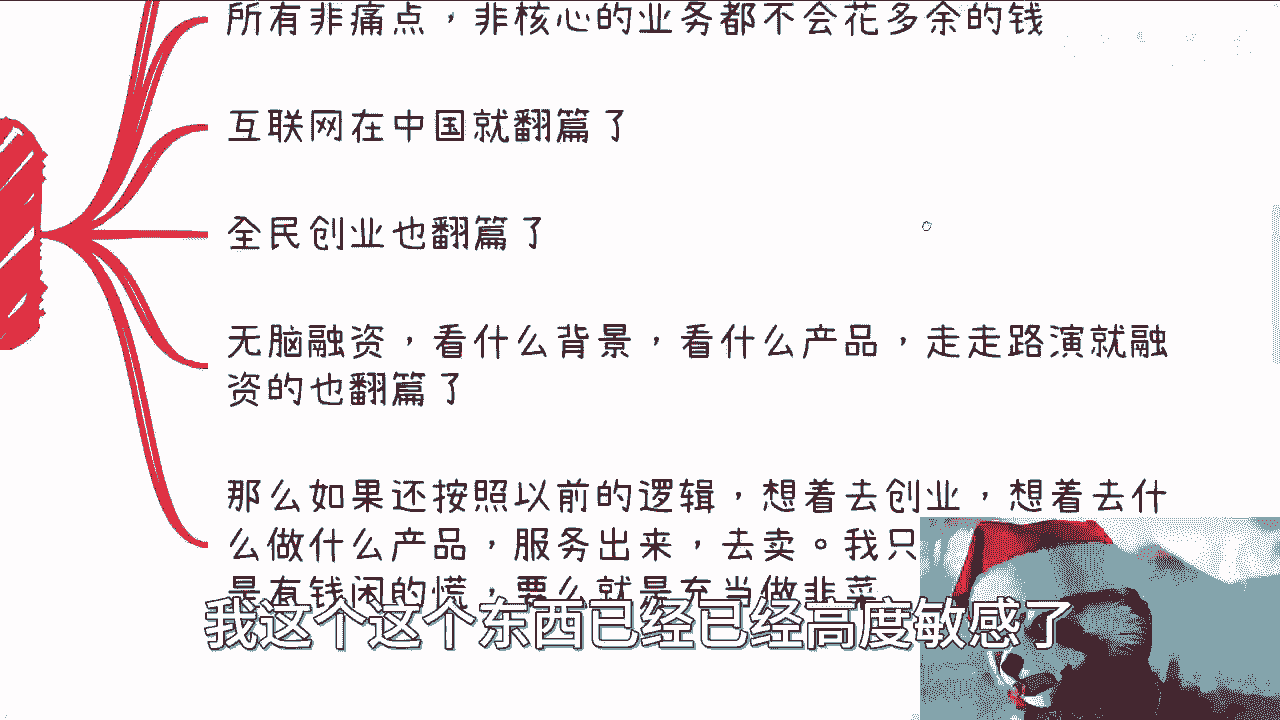 所有非痛点，非核心的业务都不会花多余的钱
互联网在中国就翻篇了
全民创业也翻篇了
无脑融资，看什么背景，看什么产品，走走路演就融
资的也翻篇了
那么如果还按照以前的逻辑，想着去创业，想着去什
么做什么产品，服务出来，去卖。我只
是有钱闲的慌，要么就是充当做韭菜
我这个这个东西已经已经高度敏感了